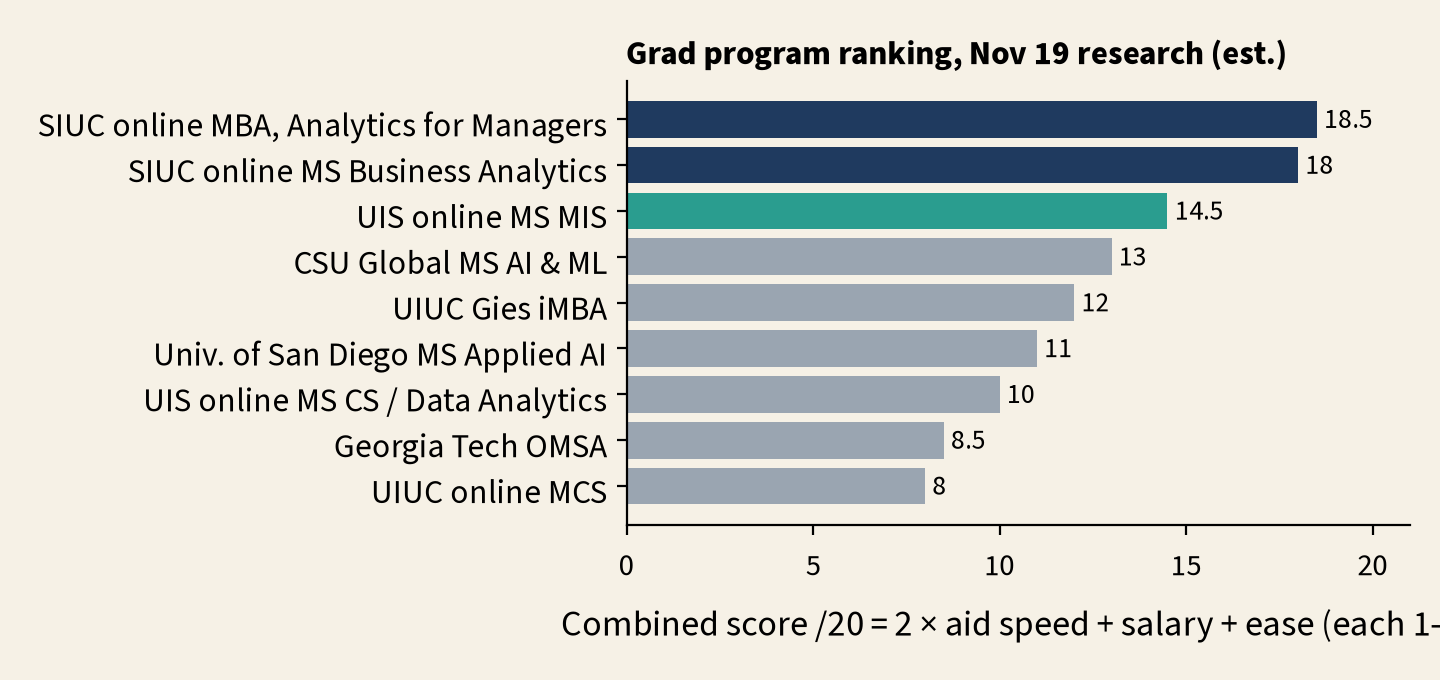 Grad program ranking, Nov 19 research (est.)
SIUC online MBA, Analytics for Managers 18.5
SIUC online MS Business Analytics 18
UIS online MS MIS 14.5
CSU Global MS AI & ML 13
UIUC Gies iMBA 12
Univ. of San Diego MS Applied AI 11
UIS online MS CS / Data Analytics 10
Georgia Tech OMSA 8.5
UIUC online MCS 8
0 5 10 15 20
Combined score /20 = 2 × aid speed + salary + ease (each 1–